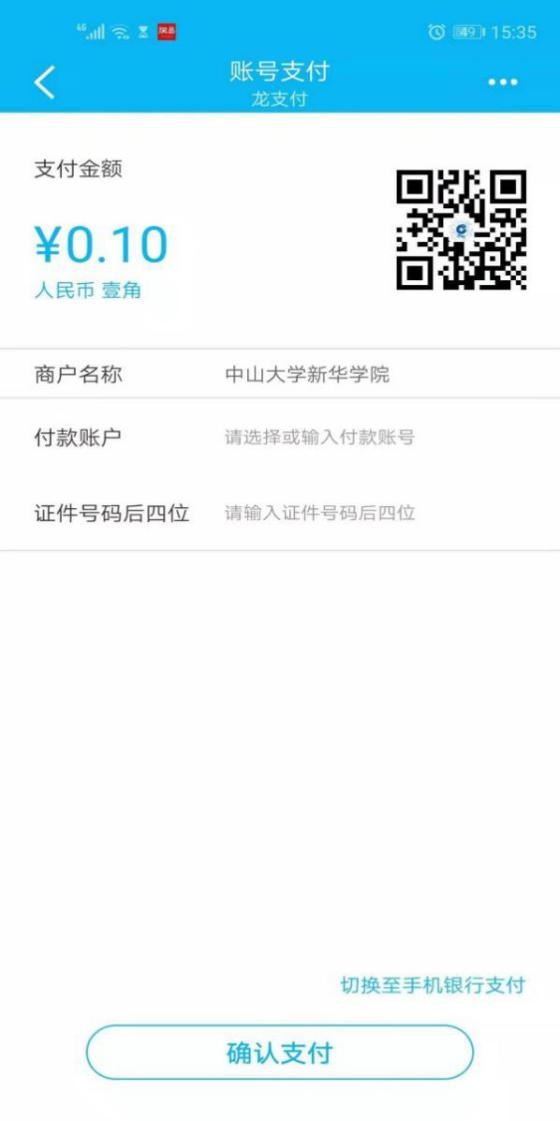 46
网易
49
15:35
账号支付
龙支付
支付金额
¥0.10
人民币 壹角
商户名称 中山大学新华学院
付款账户 请选择或输入付款账号
证件号码后四位 请输入证件号码后四位
切换至手机银行支付
确认支付